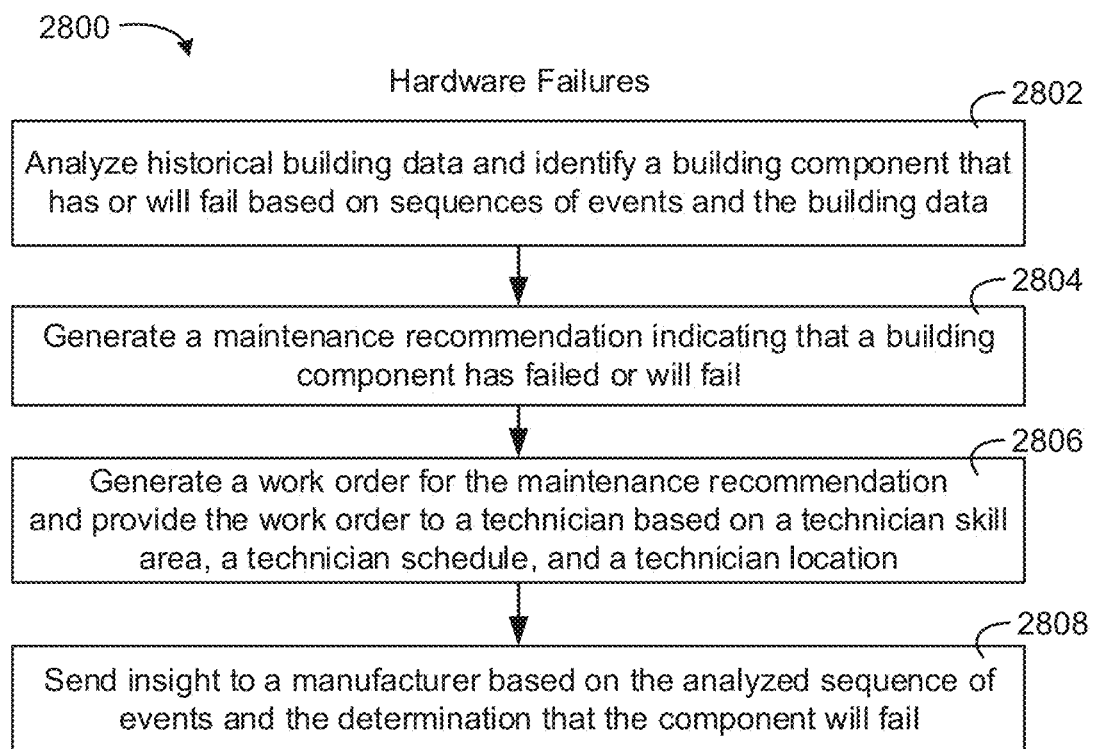 2800
Hardware Failures
2802
Analyze historical building data and identify a building component that
has or will fail based on sequences of events and the building data
2804
Generate a maintenance recommendation indicating that a building
component has failed or will fail
2806
Generate a work order for the maintenance recommendation
and provide the work order to a technician based on a technician skill
area, a technician schedule, and a technician location
2808
Send insight to a manufacturer based on the analyzed sequence of
events and the determination that the component will fail